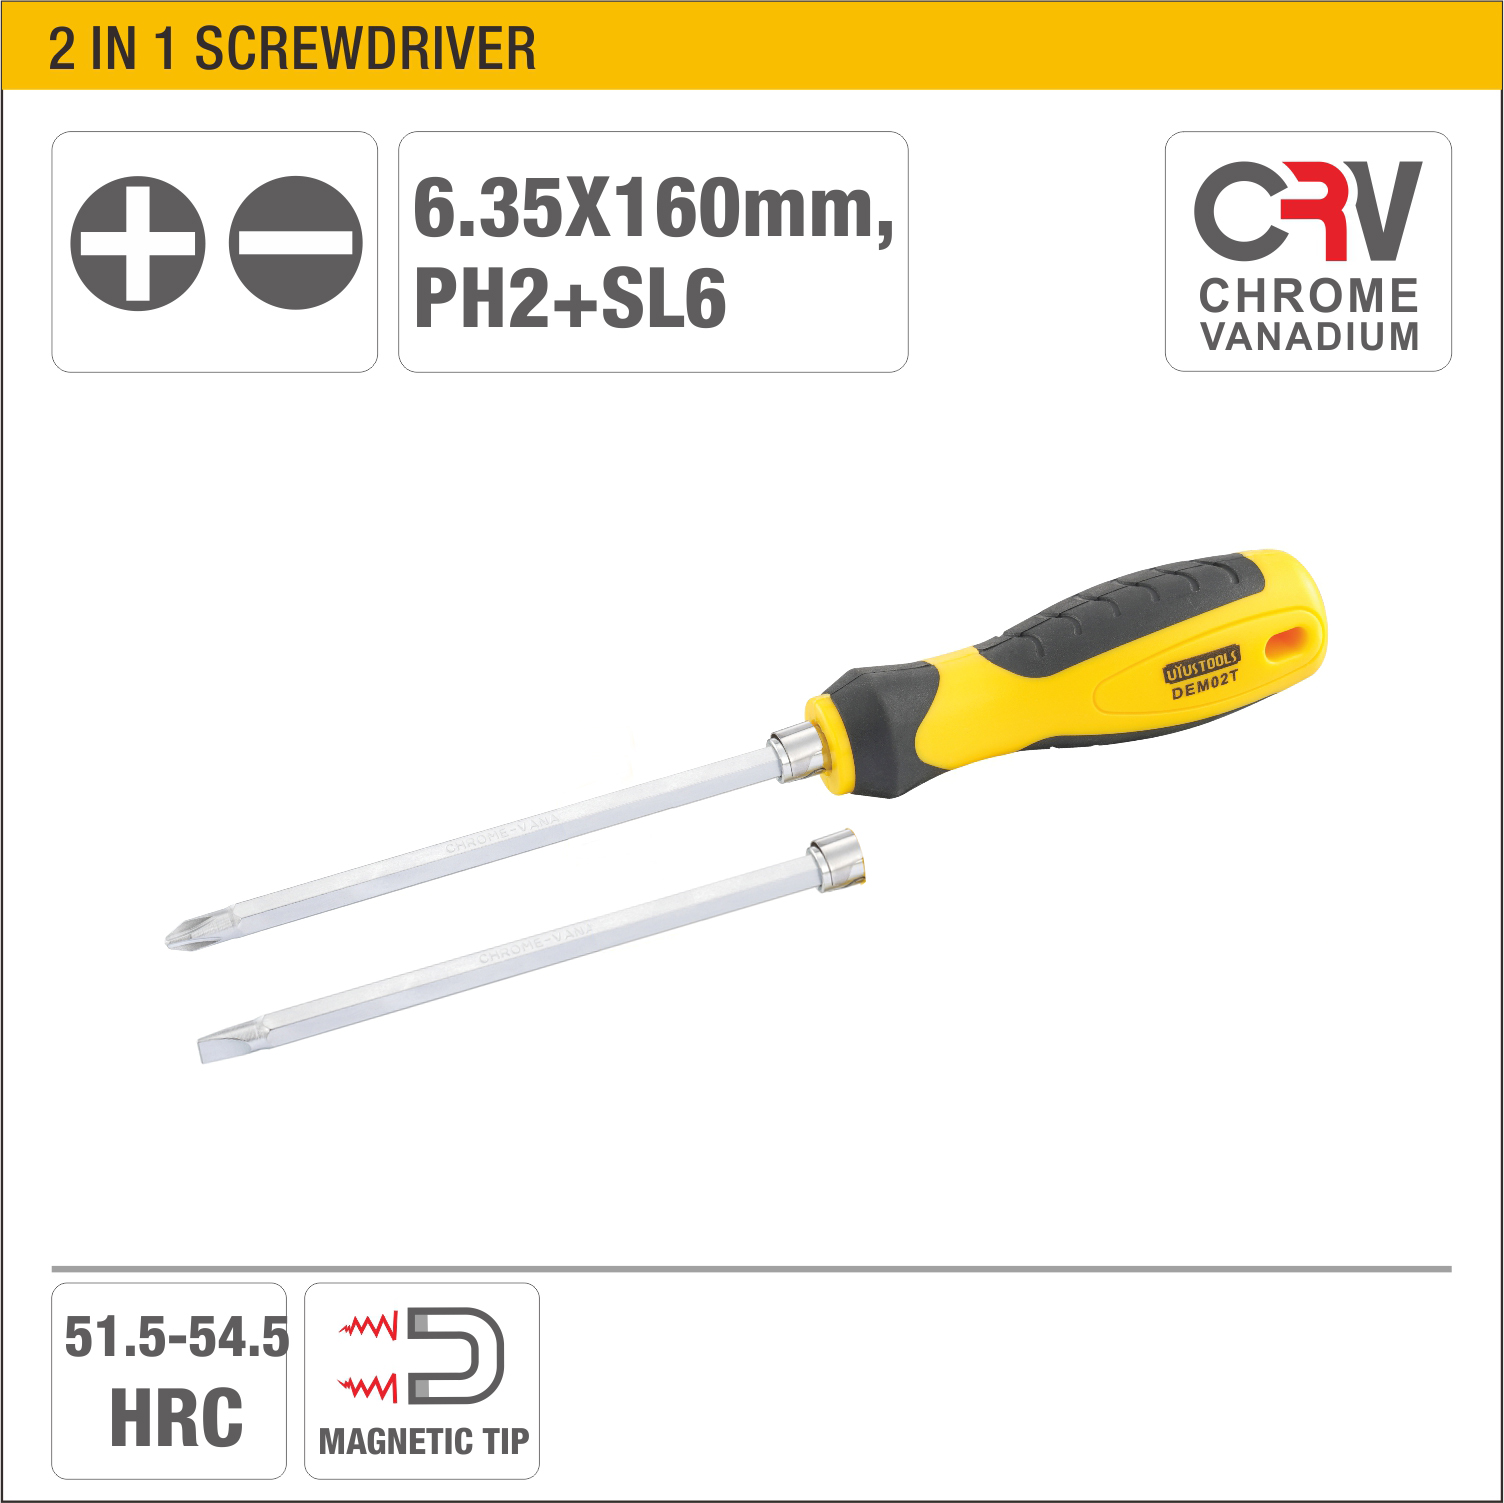 2 IN 1 SCREWDRIVER
6.35X160mm,
PH2+SL6
CRV
CHROME
VANADIUM
UYUSTOOLS
DEM02T
CHROME-VANA
CHROME-VANA
51.5-54.5
HRC
MAGNETIC TIP